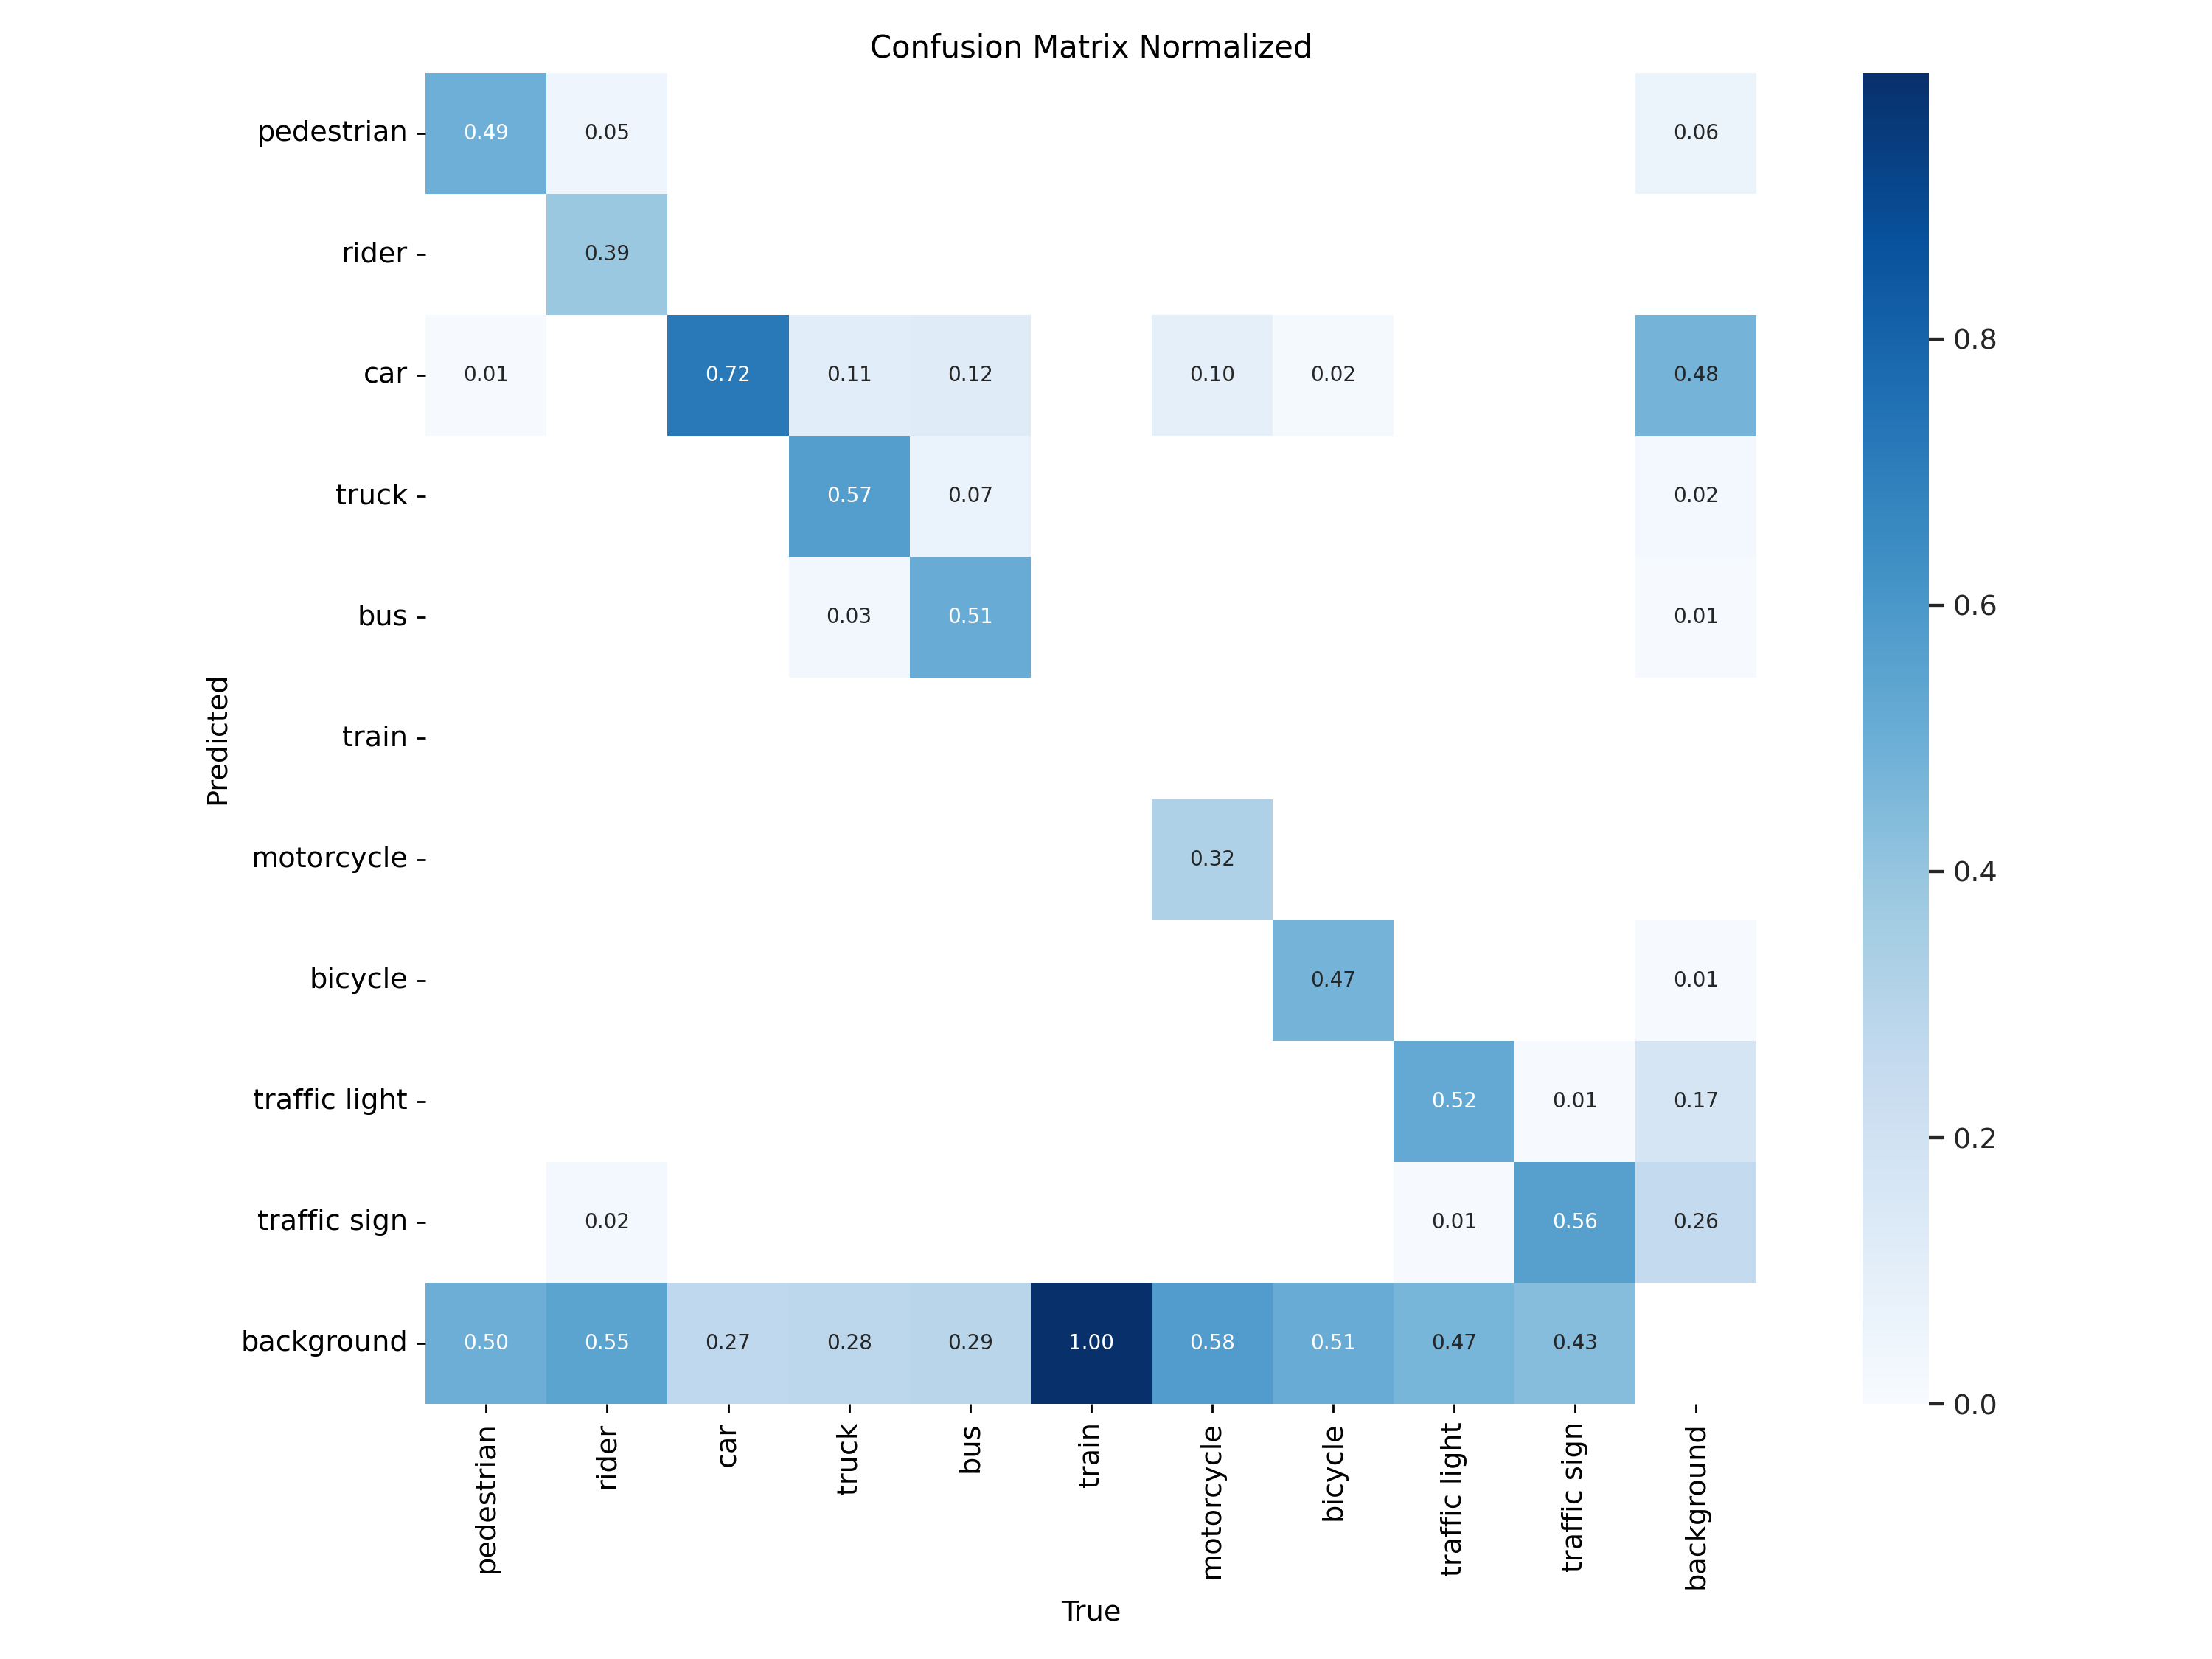 Confusion Matrix Normalized
pedestrian 0.49 0.05 0.06
rider 0.39
car 0.01 0.72 0.11 0.12 0.10 0.02 0.48
truck 0.57 0.07 0.02
bus 0.03 0.51 0.01
train
motorcycle 0.32
bicycle 0.47 0.01
traffic light 0.52 0.01 0.17
traffic sign 0.02 0.01 0.56 0.26
background 0.50 0.55 0.27 0.28 0.29 1.00 0.58 0.51 0.47 0.43
Predicted
pedestrian
rider
car
truck
bus
train
motorcycle
bicycle
traffic light
traffic sign
background
True
0.8
0.6
0.4
0.2
0.0